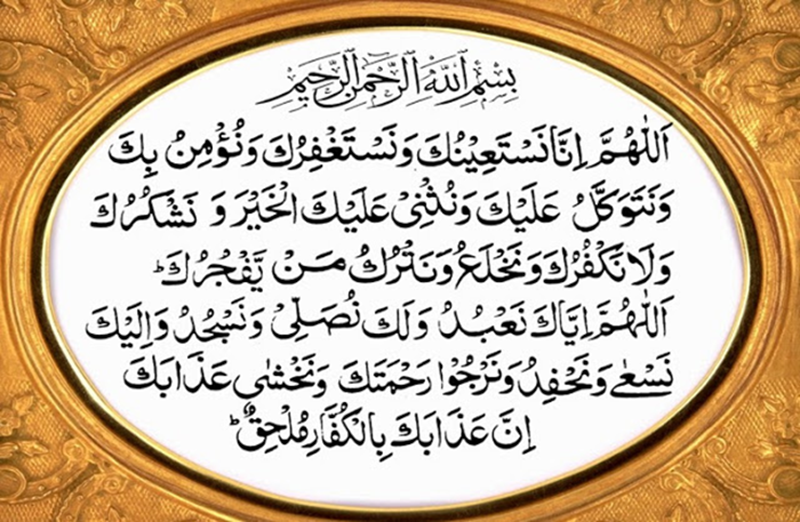 بِسْمِ اللّٰهِ الرَّحْمٰنِ الرَّحِيْمِ
اَللّٰهُمَّ اِنَّا نَسْتَعِيْنُكَ وَنَسْتَغْفِرُكَ وَنُؤْمِنُ بِكَ
وَنَتَوَكَّلُ عَلَيْكَ وَنُثْنِیْ عَلَيْكَ الْخَيْرَ وَ نَشْكُرُكَ
وَلَا نَكْفُرُكَ وَنَخْلَعُ وَنَتْرُكُ مَنْ يَّفْجُرُكَ ؕ
اَللّٰهُمَّ اِيَّاكَ نَعْبُدُ وَلَكَ نُصَلِّیْ وَنَسْجُدُ وَاِلَيْكَ
نَسْعٰی وَنَحْفِدُ وَنَرْجُوْا رَحْمَتَكَ وَنَخْشٰی عَذَابَكَ
اِنَّ عَذَابَكَ بِالْكُفَّارِ مُلْحِقٌ ؕ